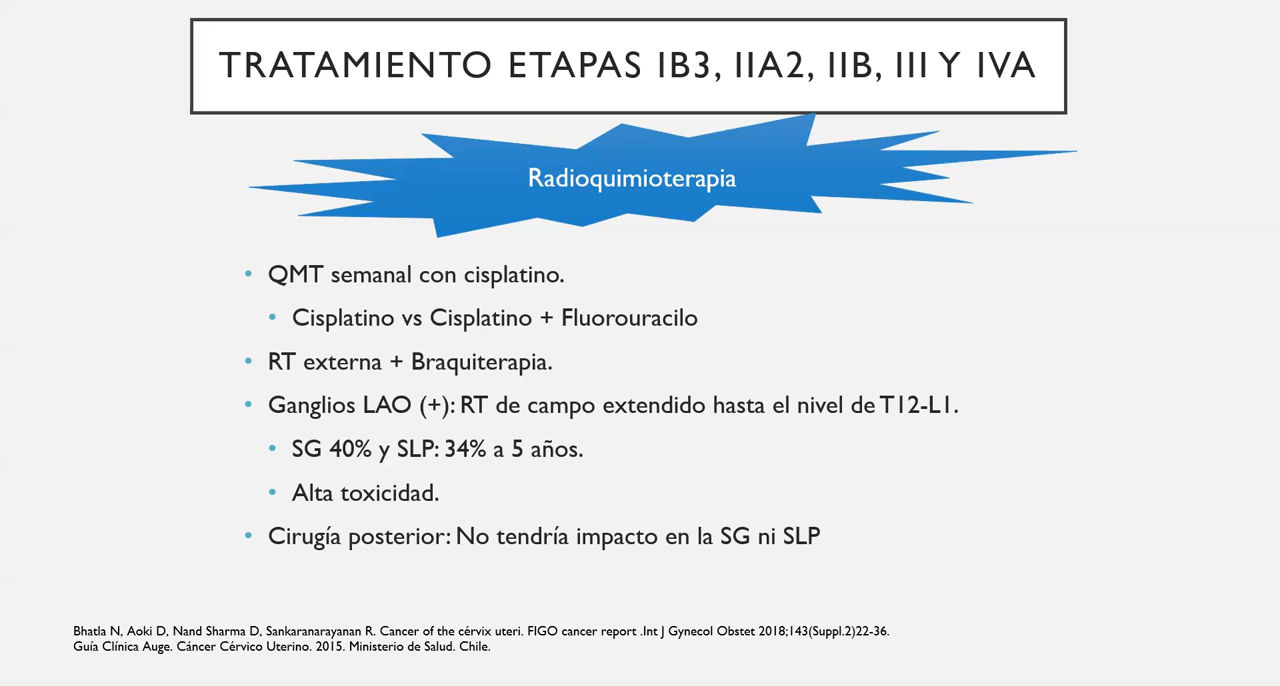 TRATAMIENTO ETAPAS IB3, IIA2, IIB, III Y IVA
Radioquimioterapia
• QMT semanal con cisplatino.
• Cisplatino vs Cisplatino + Fluorouracilo
• RT externa + Braquiterapia.
• Ganglios LAO (+): RT de campo extendido hasta el nivel de T12-L1.
• SG 40% y SLP: 34% a 5 años.
• Alta toxicidad.
• Cirugía posterior: No tendría impacto en la SG ni SLP
Bhatla N, Aoki D, Nand Sharma D, Sankaranarayanan R. Cancer of the cérvix uteri. FIGO cancer report .Int J Gynecol Obstet 2018;143(Suppl.2)22-36.
Guía Clínica Auge. Cáncer Cérvico Uterino. 2015. Ministerio de Salud. Chile.